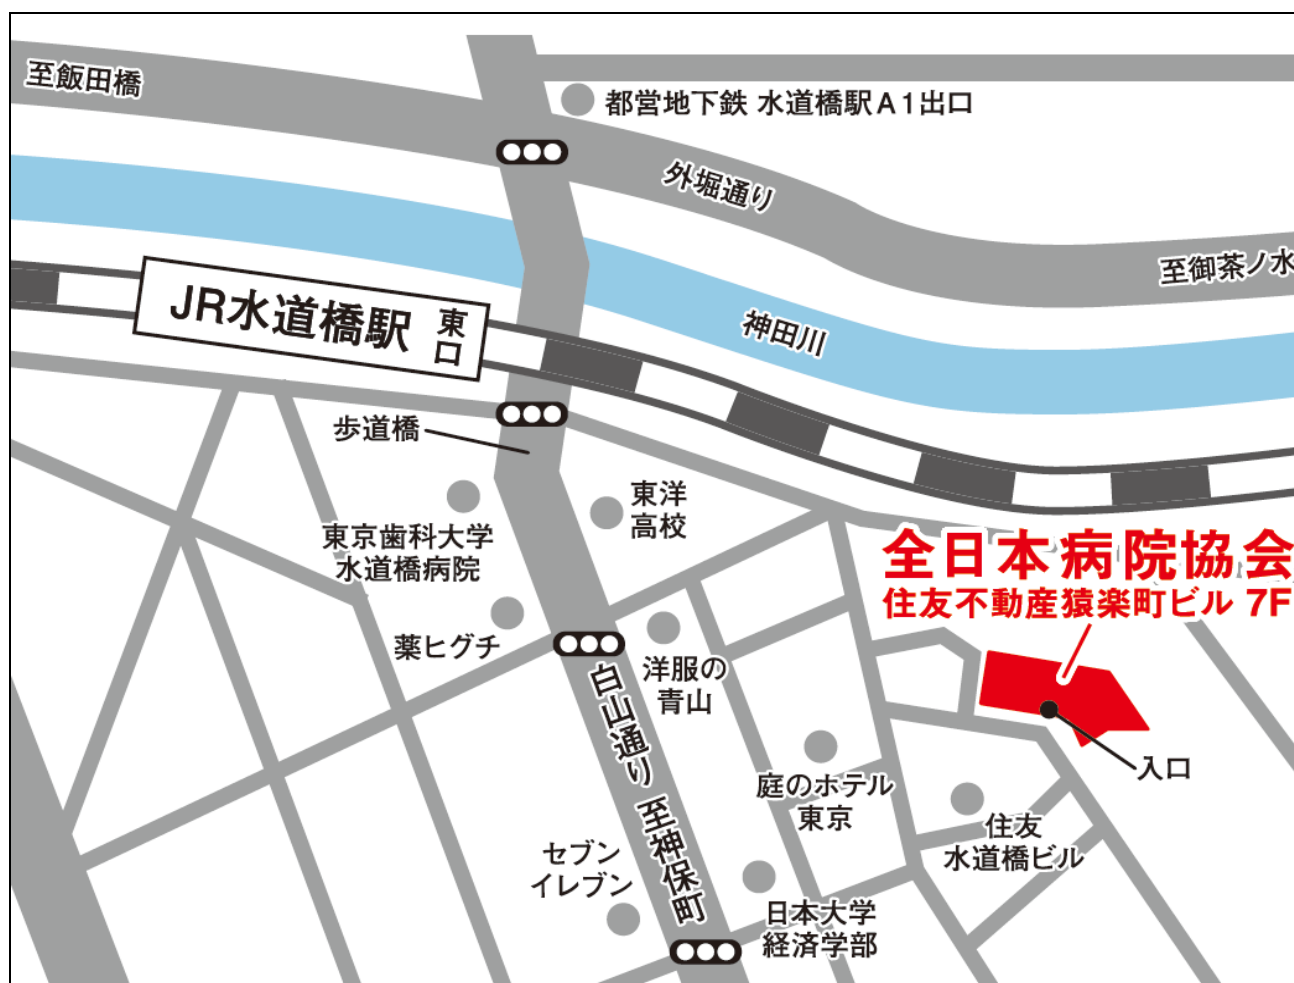 至飯田橋
都営地下鉄 水道橋駅A1出口
外堀通り
至御茶ノ水
JR水道橋駅
東口
神田川
歩道橋
東洋
高校
東京歯科大学
水道橋病院
全日本病院協会
住友不動産猿楽町ビル 7F
薬ヒグチ
洋服の
青山
白山通り 至神保町
入口
庭のホテル
東京
住友
水道橋ビル
セブン
イレブン
日本大学
経済学部